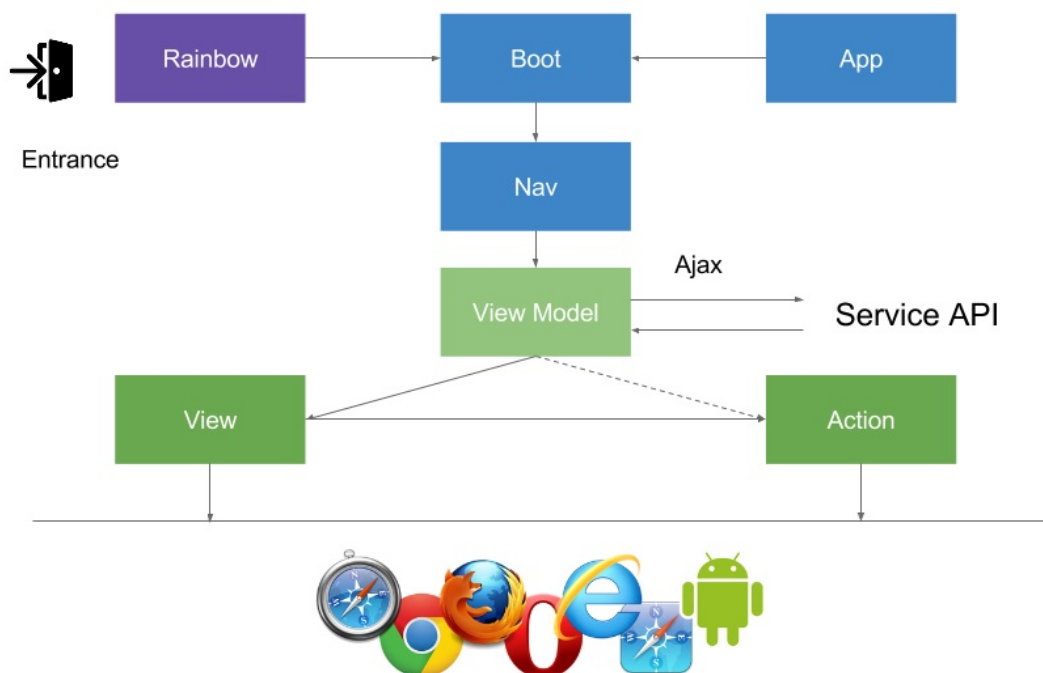 Rainbow
Boot
App
Entrance
Nav
Ajax
View Model
Service API
View
Action